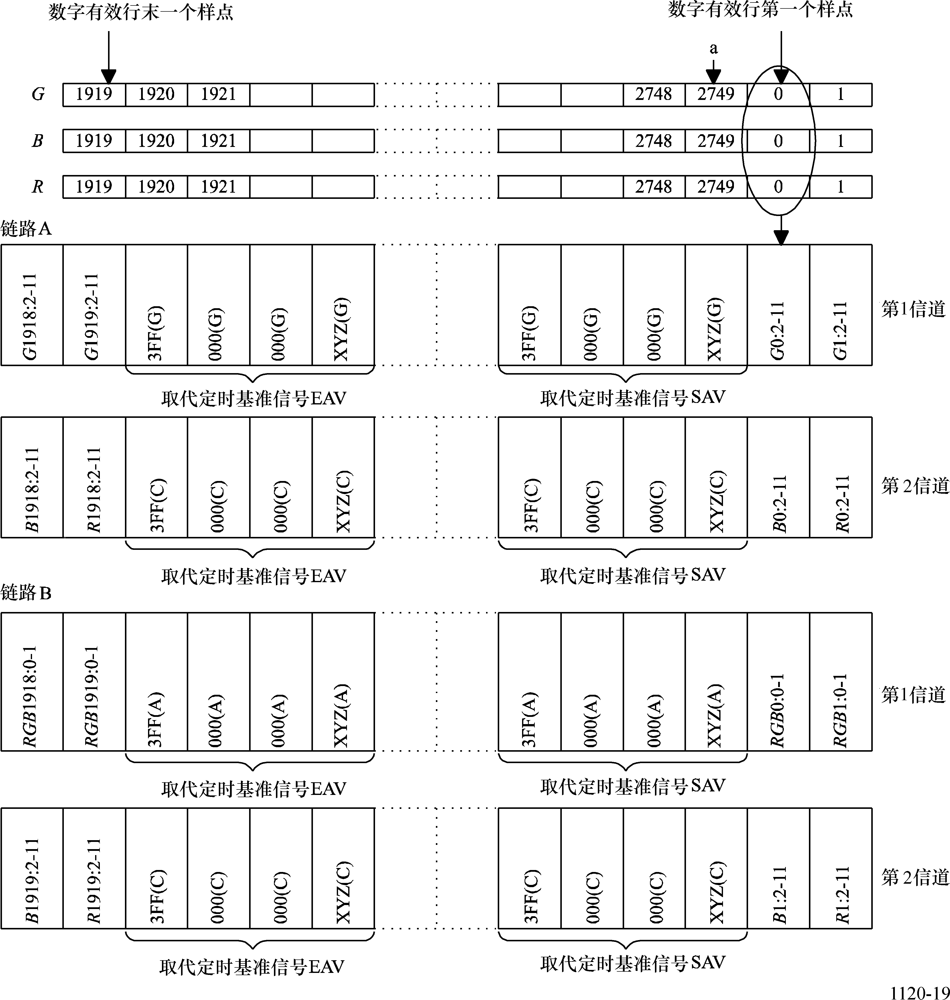 数字有效行末一个样点 数字有效行第一个样点
a
G 1919 1920 1921 2748 2749 0 1
B 1919 1920 1921 2748 2749 0 1
R 1919 1920 1921 2748 2749 0 1
链路A
G1918:2-11 G1919:2-11 3FF(G) 000(G) 000(G) XYZ(G) 3FF(G) 000(G) 000(G) XYZ(G) G0:2-11 G1:2-11 第1信道
取代定时基准信号EAV 取代定时基准信号SAV
B1918:2-11 R1918:2-11 3FF(C) 000(C) 000(C) XYZ(C) 3FF(C) 000(C) 000(C) XYZ(C) B0:2-11 R0:2-11 第2信道
取代定时基准信号EAV 取代定时基准信号SAV
链路B
RGB1918:0-1 RGB1919:0-1 3FF(A) 000(A) 000(A) XYZ(A) 3FF(A) 000(A) 000(A) XYZ(A) RGB0:0-1 RGB1:0-1 第1信道
取代定时基准信号EAV 取代定时基准信号SAV
B1919:2-11 R1919:2-11 3FF(C) 000(C) 000(C) XYZ(C) 3FF(C) 000(C) 000(C) XYZ(C) B1:2-11 R1:2-11 第2信道
取代定时基准信号EAV 取代定时基准信号SAV
1120-19